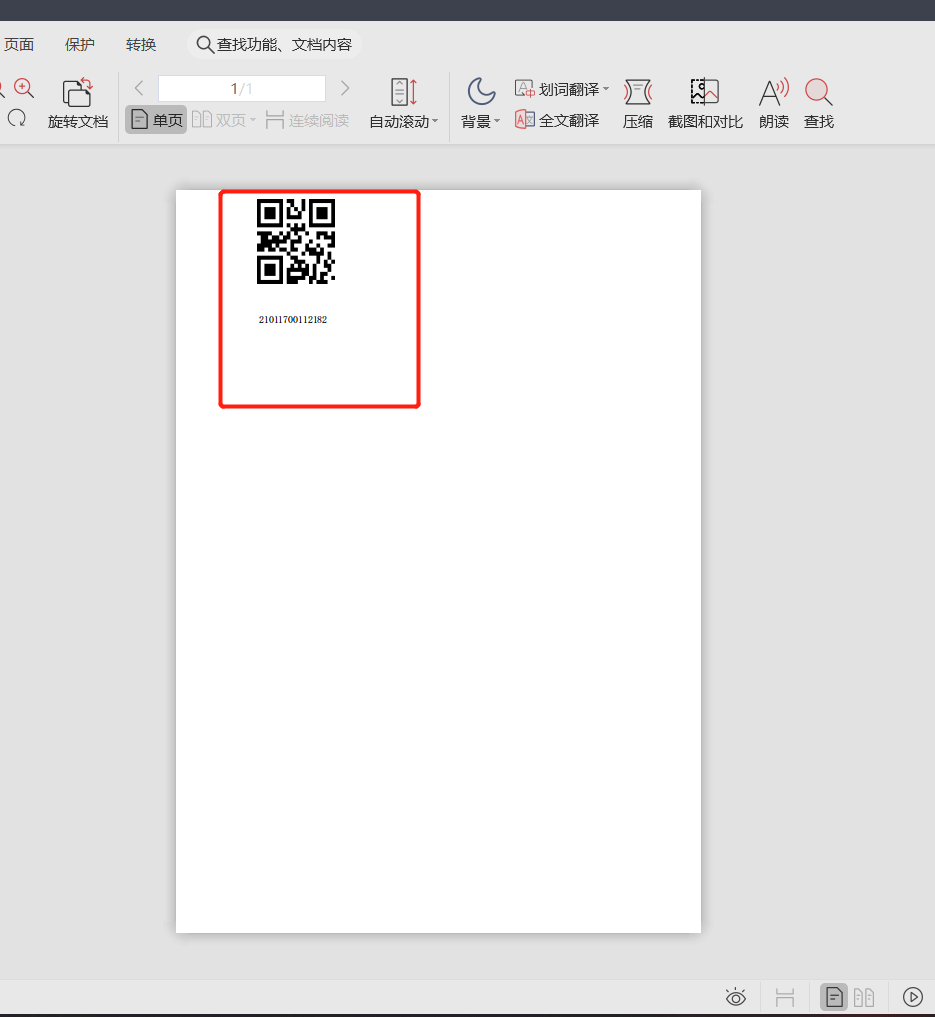 页面 保护 转换 查找功能、文档内容
1/1
划词翻译
旋转文档 单页 双页 连续阅读 自动滚动 背景 全文翻译 压缩 截图和对比 朗读 查找
21011700112182